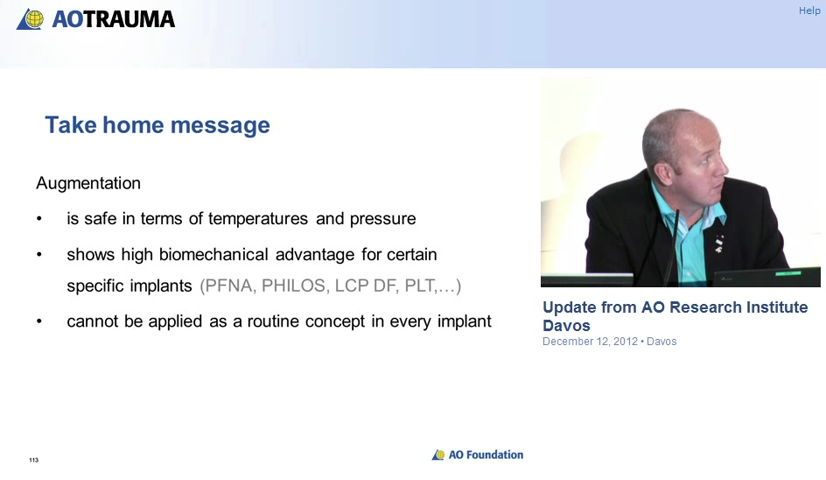 AOTRAUMA
Help
Take home message
Augmentation
• is safe in terms of temperatures and pressure
• shows high biomechanical advantage for certain
specific implants (PFNA, PHILOS, LCP DF, PLT,...)
• cannot be applied as a routine concept in every implant
Update from AO Research Institute
Davos
December 12, 2012 • Davos
113
AO Foundation